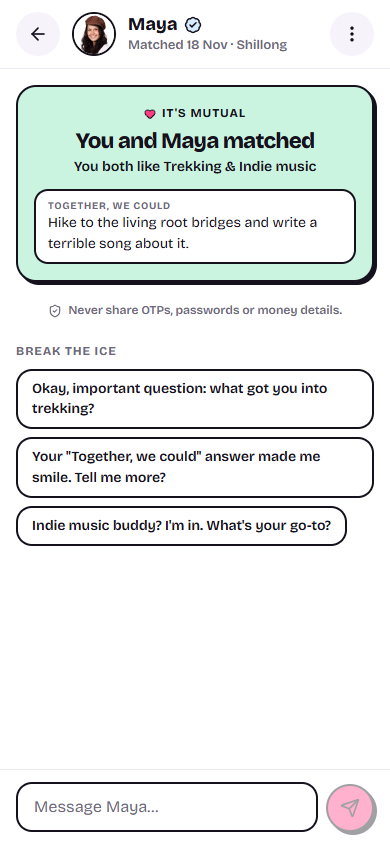 Maya
Matched 18 Nov · Shillong
IT'S MUTUAL
You and Maya matched
You both like Trekking & Indie music
TOGETHER, WE COULD
Hike to the living root bridges and write a
terrible song about it.
Never share OTPs, passwords or money details.
BREAK THE ICE
Okay, important question: what got you into
trekking?
Your "Together, we could" answer made me
smile. Tell me more?
Indie music buddy? I'm in. What's your go-to?
Message Maya...